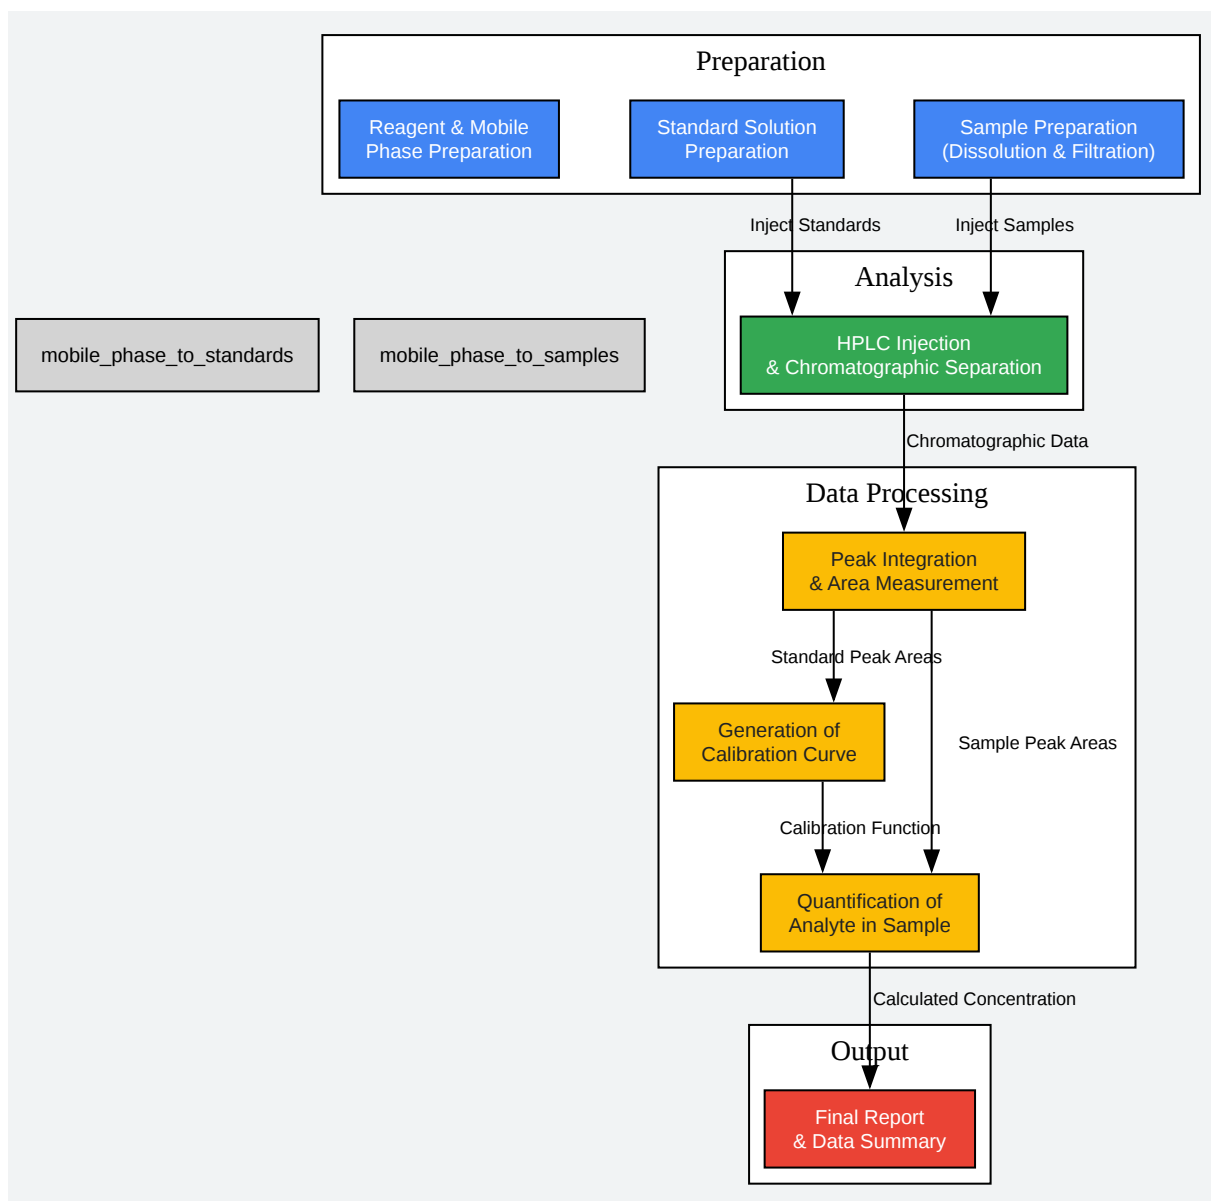 Preparation
Reagent & Mobile
Phase Preparation
Standard Solution
Preparation
Sample Preparation
(Dissolution & Filtration)
Inject Standards
Inject Samples
Analysis
mobile_phase_to_standards
mobile_phase_to_samples
HPLC Injection
& Chromatographic Separation
Chromatographic Data
Data Processing
Peak Integration
& Area Measurement
Standard Peak Areas
Generation of
Calibration Curve
Sample Peak Areas
Calibration Function
Quantification of
Analyte in Sample
Calculated Concentration
Output
Final Report
& Data Summary